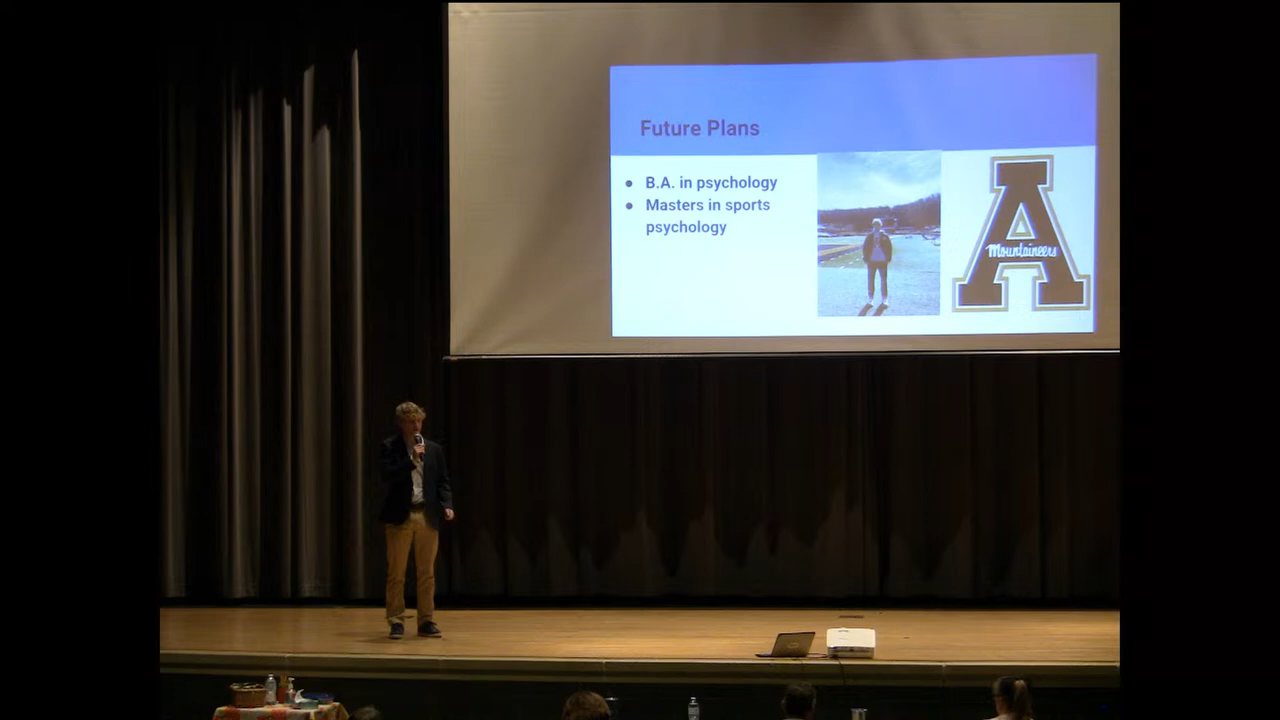 Future Plans
● B.A. in psychology
● Masters in sports
psychology
A
Mountaineers